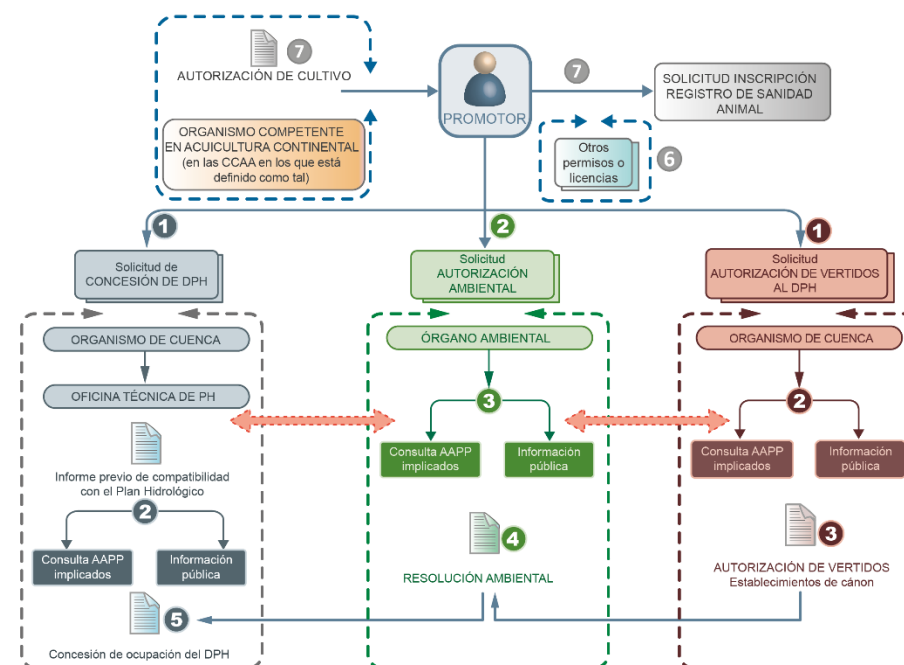 7
AUTORIZACIÓN DE CULTIVO
ORGANISMO COMPETENTE
EN ACUICULTURA CONTINENTAL
(en las CCAA en los que está
definido como tal)
PROMOTOR
7
SOLICITUD INSCRIPCIÓN
REGISTRO DE SANIDAD
ANIMAL
Otros
permisos o
licencias
6
1
Solicitud de
CONCESIÓN DE DPH
ORGANISMO DE CUENCA
OFICINA TÉCNICA DE PH
Informe previo de compatibilidad
con el Plan Hidrológico
2
Consulta AAPP
implicados
Información
pública
5
Concesión de ocupación del DPH
2
Solicitud
AUTORIZACIÓN
AMBIENTAL
ÓRGANO AMBIENTAL
3
Consulta AAPP
implicados
Información
pública
4
RESOLUCIÓN AMBIENTAL
1
Solicitud
AUTORIZACIÓN DE VERTIDOS
AL DPH
ORGANISMO DE CUENCA
2
Consulta AAPP
implicados
Información
pública
3
AUTORIZACIÓN DE VERTIDOS
Establecimientos de cánon